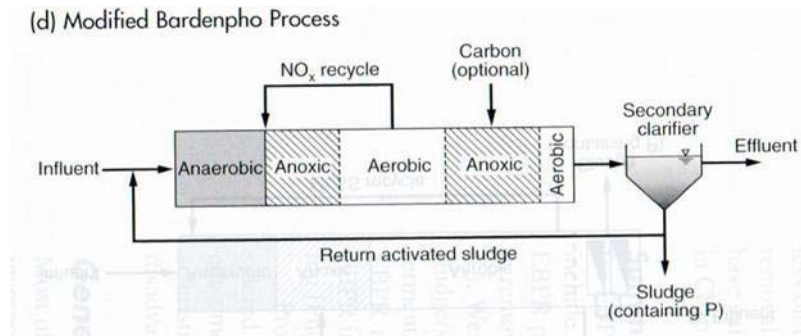 (d) Modified Bardenpho Process
NOx recycle
Carbon
(optional)
Secondary
clarifier
Influent
Anaerobic
Anoxic
Aerobic
Anoxic
Aerobic
Effluent
Return activated sludge
Sludge
(containing P)